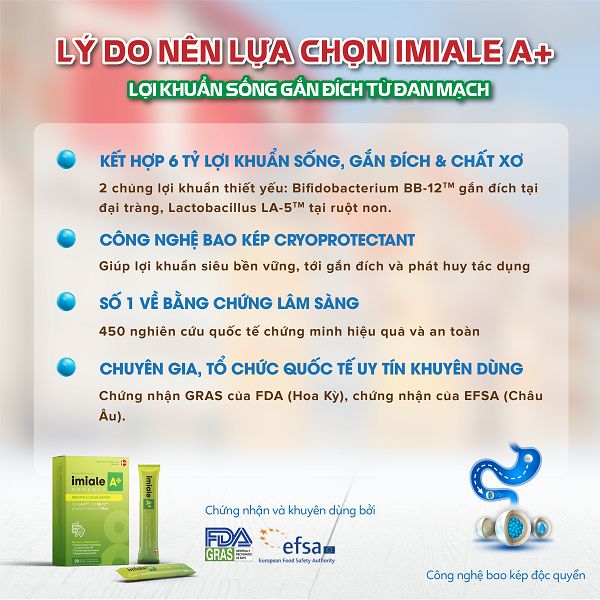 LÝ DO NÊN LỰA CHỌN IMIALE A+
LỢI KHUẨN SỐNG GẮN ĐÍCH TỪ ĐAN MẠCH
KẾT HỢP 6 TỶ LỢI KHUẨN SỐNG, GẮN ĐÍCH & CHẤT XƠ
2 chủng lợi khuẩn thiết yếu: Bifidobacterium BB-12™ gắn đích tại
đại tràng, Lactobacillus LA-5™ tại ruột non.
CÔNG NGHỆ BAO KÉP CRYOPROTECTANT
Giúp lợi khuẩn siêu bền vững, tới gắn đích và phát huy tác dụng
SỐ 1 VỀ BẰNG CHỨNG LÂM SÀNG
450 nghiên cứu quốc tế chứng minh hiệu quả và an toàn
CHUYÊN GIA, TỔ CHỨC QUỐC TẾ UY TÍN KHUYÊN DÙNG
Chứng nhận GRAS của FDA (Hoa Kỳ), chứng nhận của EFSA (Châu
Âu).
imiale A+
imiale A+
Chứng nhận và khuyên dùng bởi
FDA
GRAS
GENERALLY
RECOGNIZED
AS SAFE
efsa
European Food Safety Authority
Công nghệ bao kép độc quyền